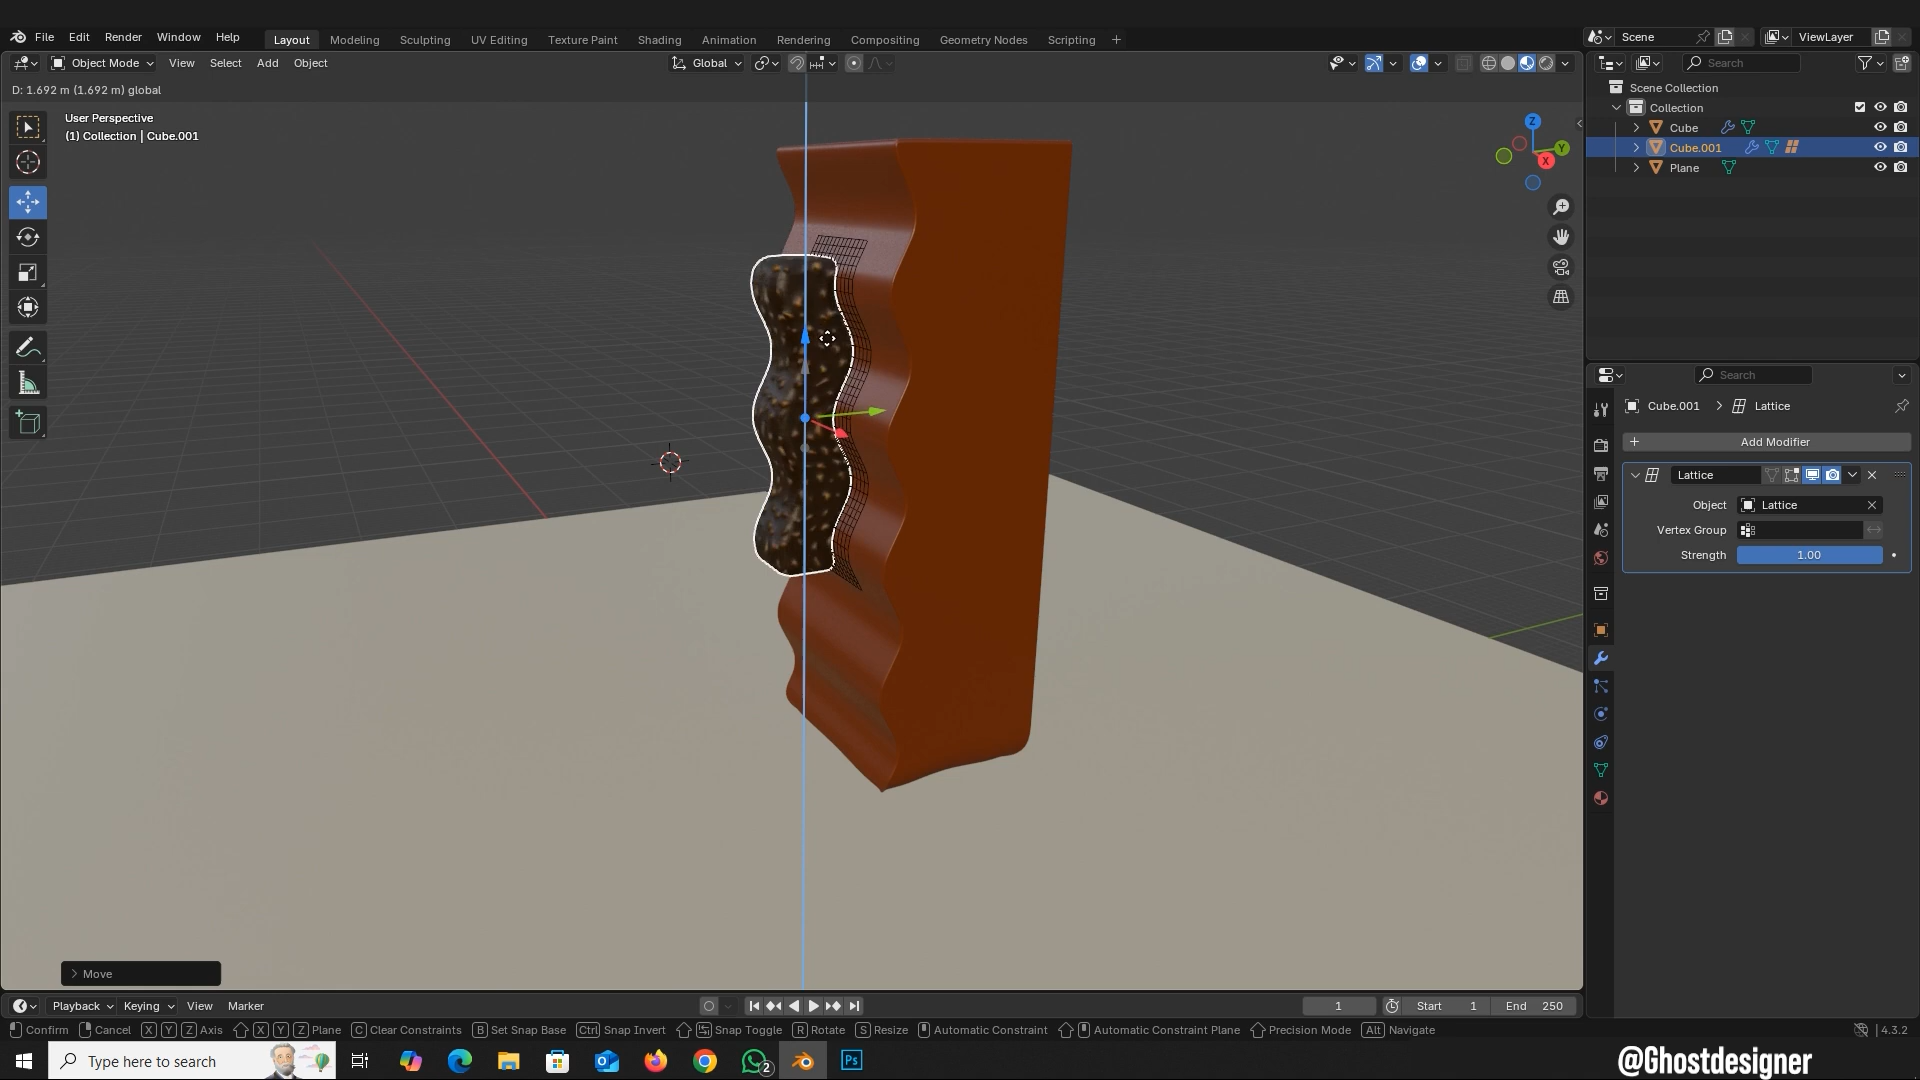 File Edit Render Window Help
Layout Modeling Sculpting UV Editing Texture Paint Shading Animation Rendering Compositing Geometry Nodes Scripting +
Scene
ViewLayer
Object Mode View Select Add Object
Global
Search
D: 1.692 m (1.692 m) global
User Perspective
(1) Collection | Cube.001
Z
Y
X
Scene Collection
Collection
Cube
Cube.001
Plane
Search
Cube.001 > Lattice
+ Add Modifier
Lattice
Object Lattice
Vertex Group
Strength 1.00
> Move
Playback Keying View Marker
1
Start 1
End 250
Confirm Cancel X Y Z Axis X Y Z Plane C Clear Constraints B Set Snap Base Ctrl Snap Invert Snap Toggle R Rotate S Resize Automatic Constraint Automatic Constraint Plane Precision Mode Alt Navigate
4.3.2
Type here to search
2
Ps
@Ghostdesigner